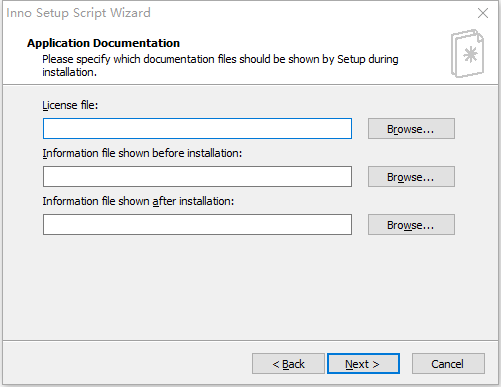 Inno Setup Script Wizard
Application Documentation
Please specify which documentation files should be shown by Setup during
installation.
License file:
Browse...
Information file shown before installation:
Browse...
Information file shown after installation:
Browse...
< Back
Next >
Cancel